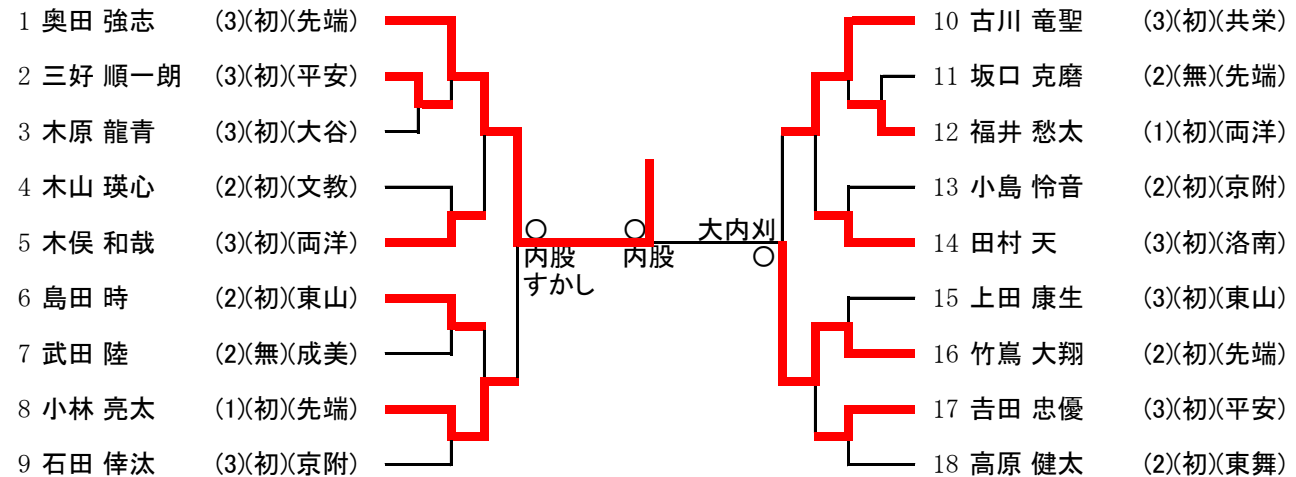 1 奥田 強志 (3)(初)(先端)
2 三好 順一朗 (3)(初)(平安)
3 木原 龍青 (3)(初)(大谷)
4 木山 瑛心 (2)(初)(文教)
5 木俣 和哉 (3)(初)(両洋)
6 島田 時 (2)(初)(東山)
7 武田 陸 (2)(無)(成美)
8 小林 亮太 (1)(初)(先端)
9 石田 倖汰 (3)(初)(京附)
○
内股
すかし
○
内股
大内刈
○
10 古川 竜聖 (3)(初)(共栄)
11 坂口 克磨 (2)(無)(先端)
12 福井 愁太 (1)(初)(両洋)
13 小島 怜音 (2)(初)(京附)
14 田村 天 (3)(初)(洛南)
15 上田 康生 (3)(初)(東山)
16 竹嶌 大翔 (2)(初)(先端)
17 𠮷田 忠優 (3)(初)(平安)
18 高原 健太 (2)(初)(東舞)